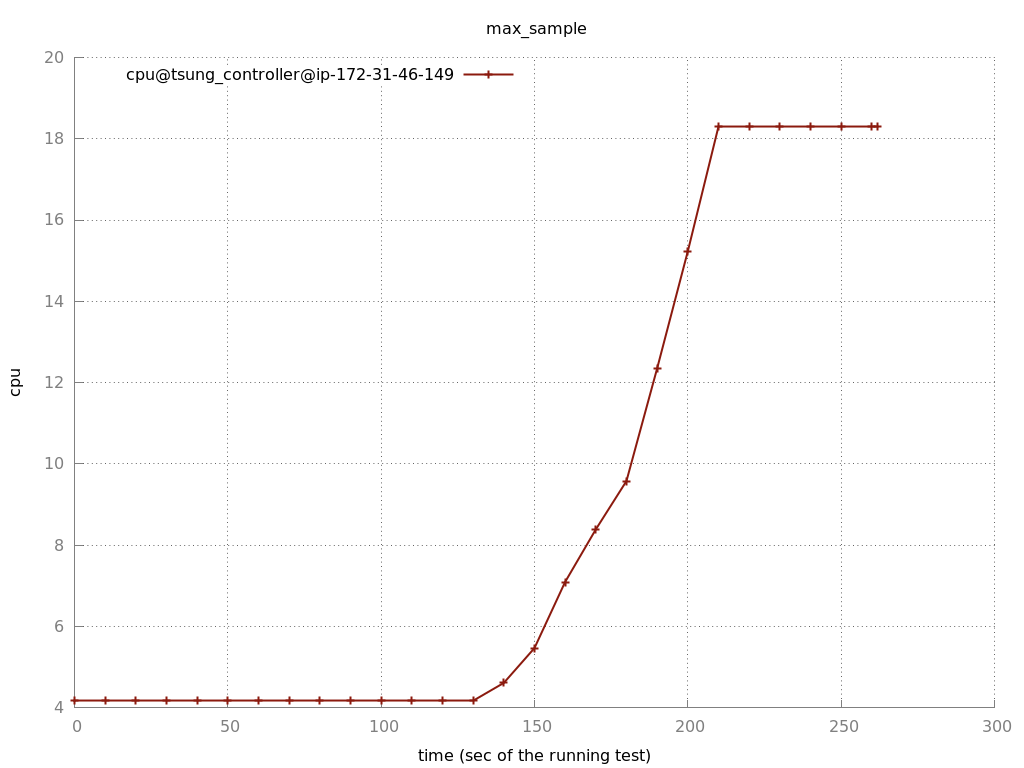 max_sample
cpu@tsung_controller@ip-172-31-46-149
20
18
16
14
12
10
8
6
4
cpu
0 50 100 150 200 250 300
time (sec of the running test)